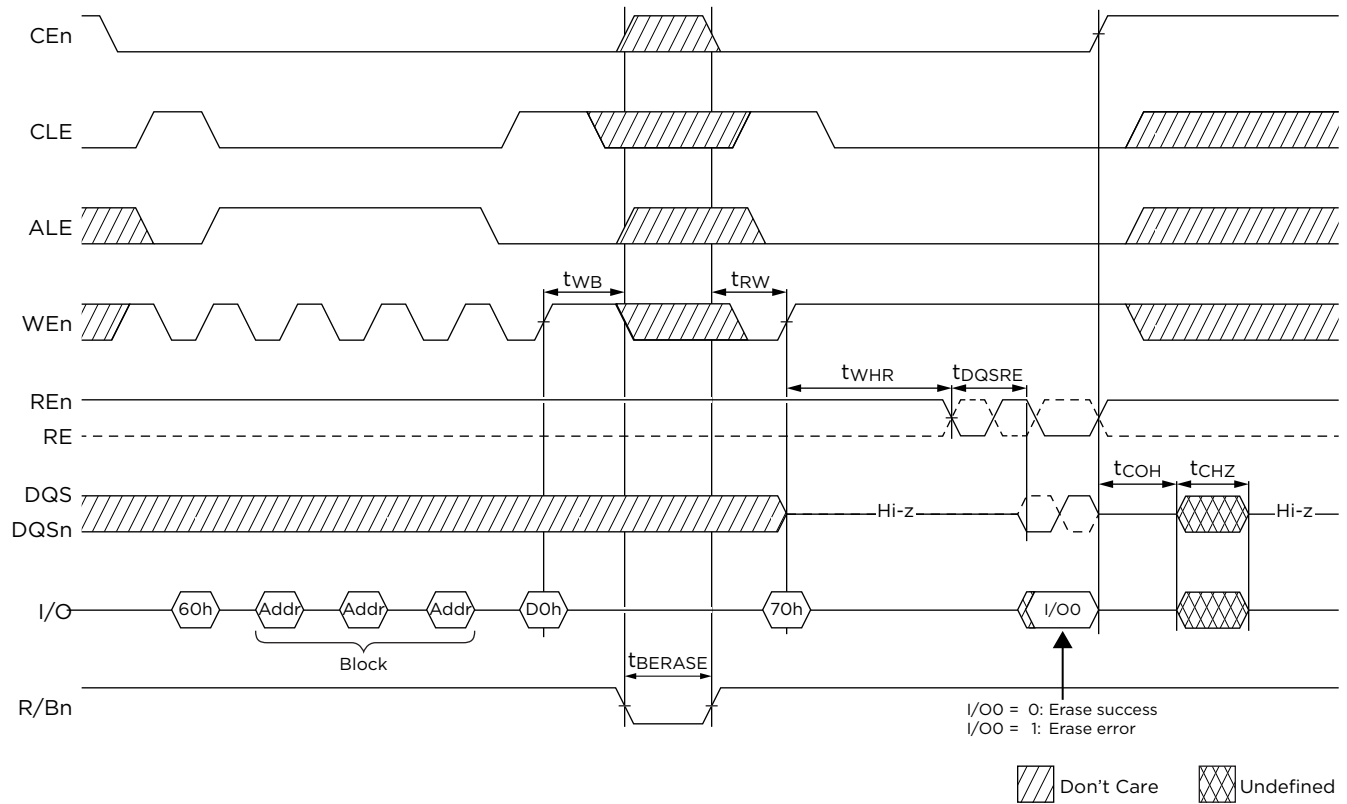 CEn
CLE
ALE
tWB
tRW
WEn
tWHR
tDQSRE
REn
RE
tCOH
tCHZ
DQS
DQSn
Hi-z
Hi-z
I/O
60h
Addr
Addr
Addr
D0h
70h
I/O0
Block
tBERASE
R/Bn
I/O0 = 0: Erase success
I/O0 = 1: Erase error
Don't Care
Undefined